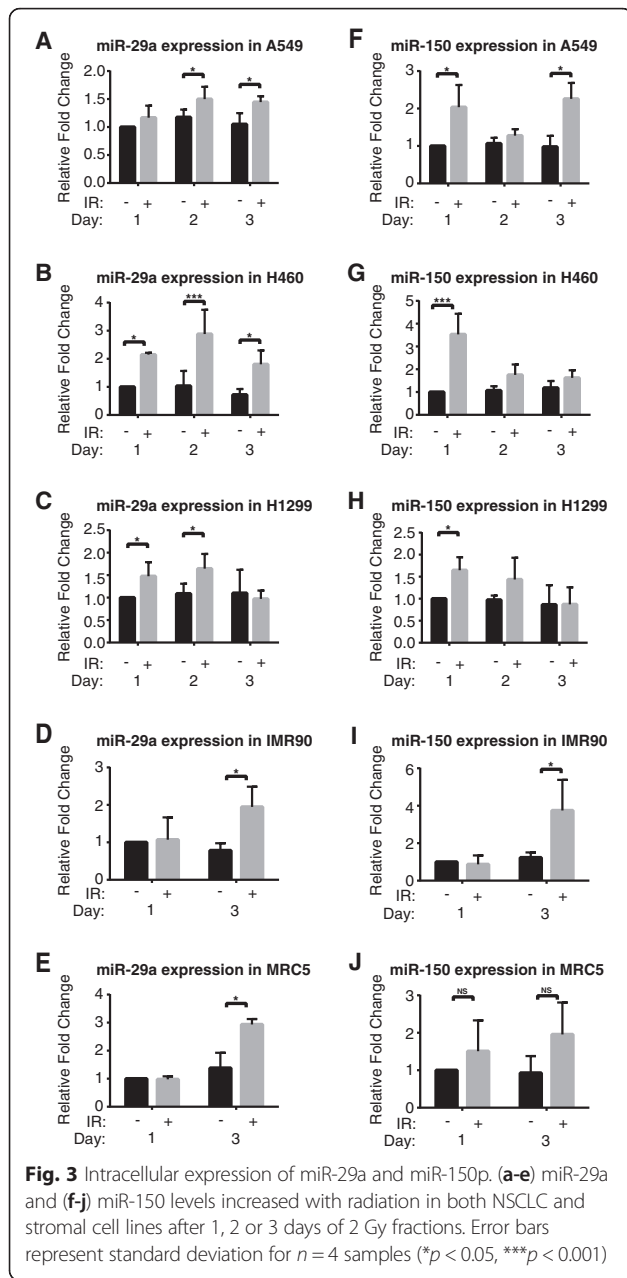 A
miR-29a expression in A549
Relative Fold Change
2.0
1.5
1.0
0.5
0.0
*
*
IR: - + - + - +
Day: 1 2 3
B
miR-29a expression in H460
Relative Fold Change
4
3
2
1
0
*
***
*
IR: - + - + - +
Day: 1 2 3
C
miR-29a expression in H1299
Relative Fold Change
2.5
2.0
1.5
1.0
0.5
0.0
*
*
IR: - + - + - +
Day: 1 2 3
D
miR-29a expression in IMR90
Relative Fold Change
3
2
1
0
*
IR: - + - +
Day: 1 3
E
miR-29a expression in MRC5
Relative Fold Change
4
3
2
1
0
*
IR: - + - +
Day: 1 3
F
miR-150 expression in A549
Relative Fold Change
3
2
1
0
*
*
IR: - + - + - +
Day: 1 2 3
G
miR-150 expression in H460
Relative Fold Change
5
4
3
2
1
0
***
IR: - + - + - +
Day: 1 2 3
H
miR-150 expression in H1299
Relative Fold Change
2.5
2.0
1.5
1.0
0.5
0.0
*
IR: - + - + - +
Day: 1 2 3
I
miR-150 expression in IMR90
Relative Fold Change
6
4
2
0
*
IR: - + - +
Day: 1 3
J
miR-150 expression in MRC5
Relative Fold Change
3
2
1
0
NS
NS
IR: - + - +
Day: 1 3
Fig. 3 Intracellular expression of miR-29a and miR-150p. (a-e) miR-29a
and (f-j) miR-150 levels increased with radiation in both NSCLC and
stromal cell lines after 1, 2 or 3 days of 2 Gy fractions. Error bars
represent standard deviation for n = 4 samples (*p < 0.05, ***p < 0.001)